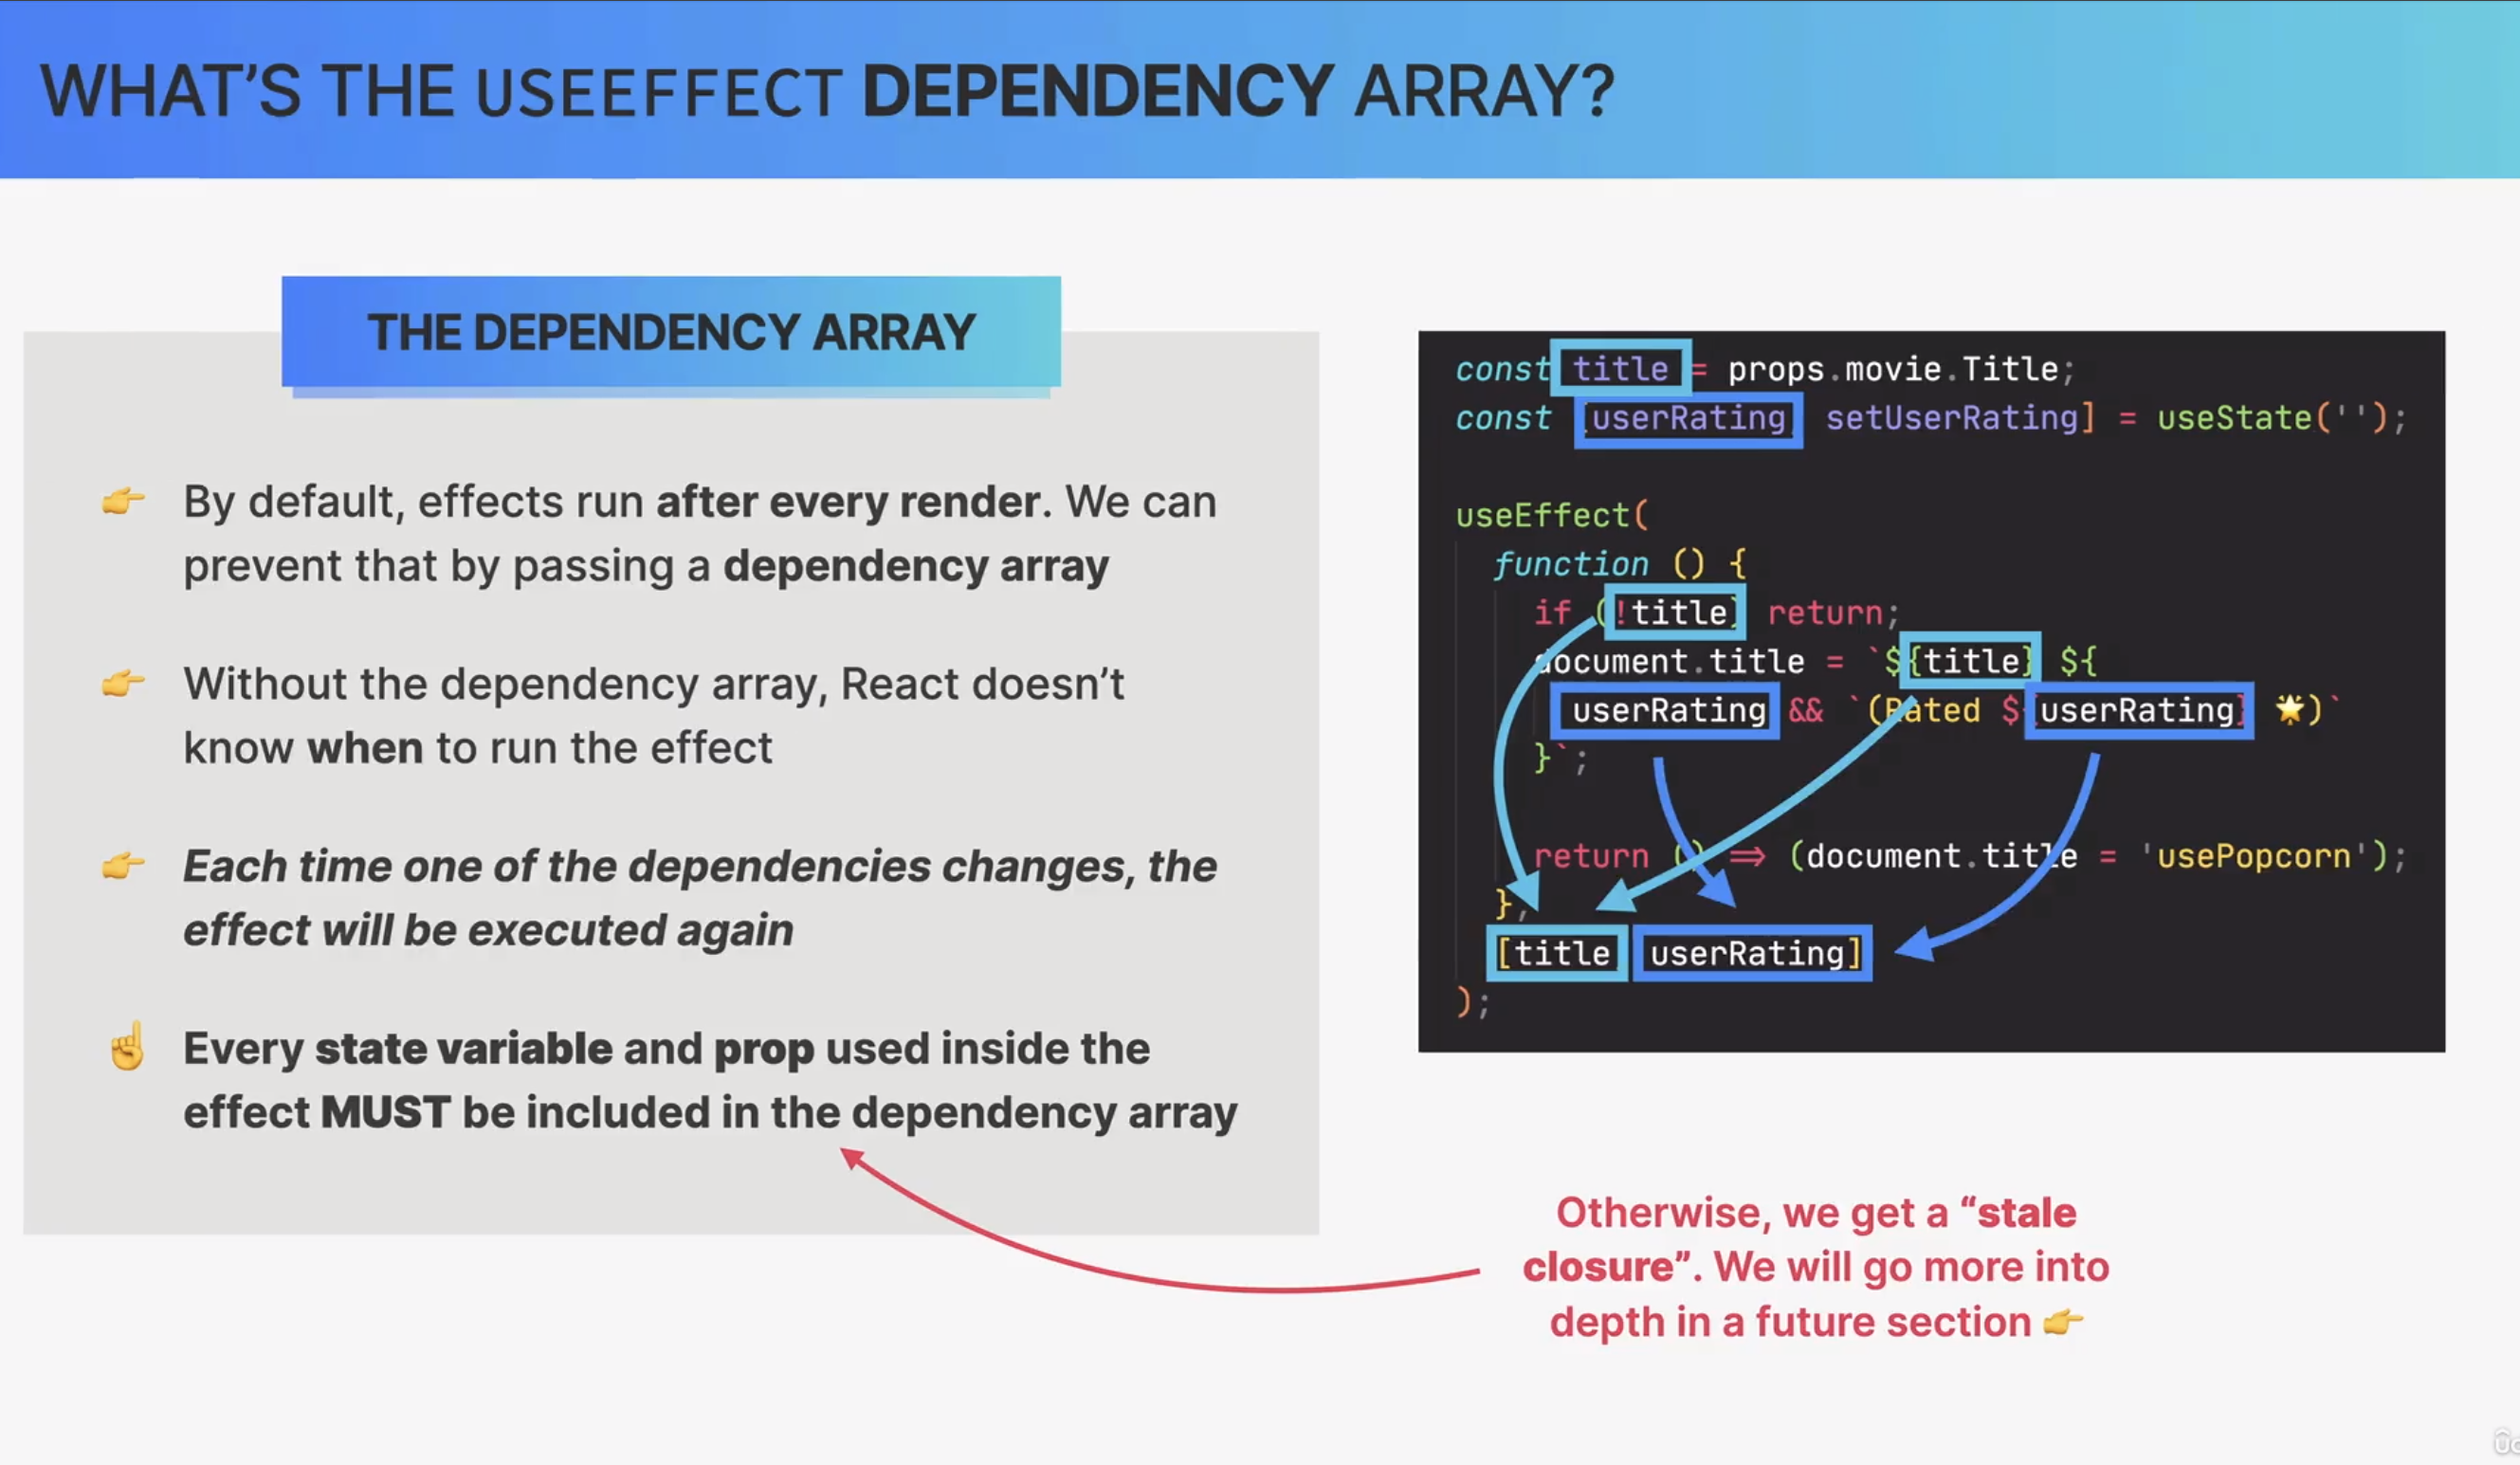 WHAT'S THE USEEFFECT DEPENDENCY ARRAY?
THE DEPENDENCY ARRAY
👉 By default, effects run after every render. We can
prevent that by passing a dependency array
👉 Without the dependency array, React doesn't
know when to run the effect
👉 Each time one of the dependencies changes, the
effect will be executed again
☝️ Every state variable and prop used inside the
effect MUST be included in the dependency array
const title = props.movie.Title;
const [userRating, setUserRating] = useState('');
useEffect(
function () {
if (!title) return;
document.title = `${title} ${
userRating && `(Rated ${userRating} 🌟)`
}`;
return () => (document.title = 'usePopcorn');
},
[title, userRating]
);
Otherwise, we get a “stale
closure”. We will go more into
depth in a future section 👉